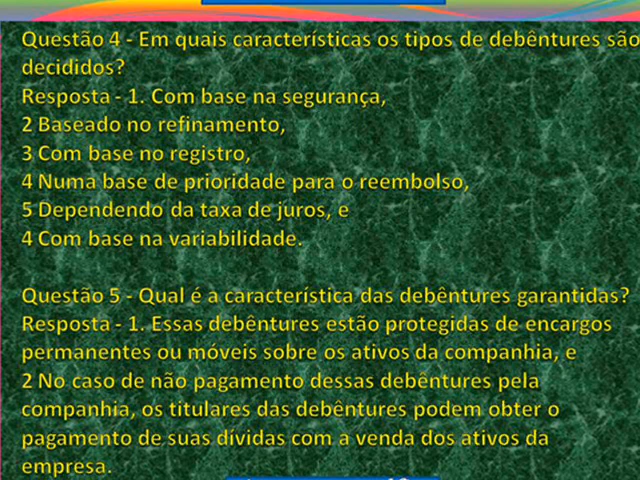 Questão 4 - Em quais características os tipos de debêntures são
decididos?
Resposta - 1. Com base na segurança,
2 Baseado no refinamento,
3 Com base no registro,
4 Numa base de prioridade para o reembolso,
5 Dependendo da taxa de juros, e
4 Com base na variabilidade.
Questão 5 - Qual é a característica das debêntures garantidas?
Resposta - 1. Essas debêntures estão protegidas de encargos
permanentes ou móveis sobre os ativos da companhia, e
2 No caso de não pagamento dessas debêntures pela
companhia, os titulares das debêntures podem obter o
pagamento de suas dívidas com a venda dos ativos da
empresa.